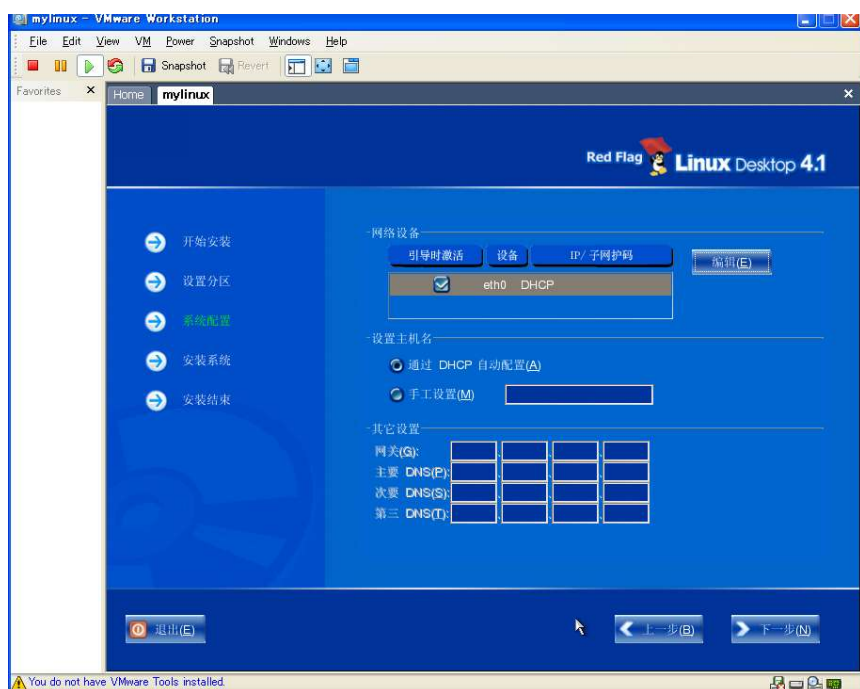 mylinux - VMware Workstation
File Edit View VM Power Snapshot Windows Help
Snapshot Revert
Favorites × Home mylinux ×
Red Flag Linux Desktop 4.1
开始安装
设置分区
系统配置
安装系统
安装结束
网络设备
引导时激活 设备 IP/子网护码
编辑(E)
eth0 DHCP
设置主机名
通过 DHCP 自动配置(A)
手工设置(M)
其它设置
网关(G):
主要 DNS(P):
次要 DNS(S):
第三 DNS(T):
退出(E) 上一步(B) 下一步(N)
You do not have VMware Tools installed.